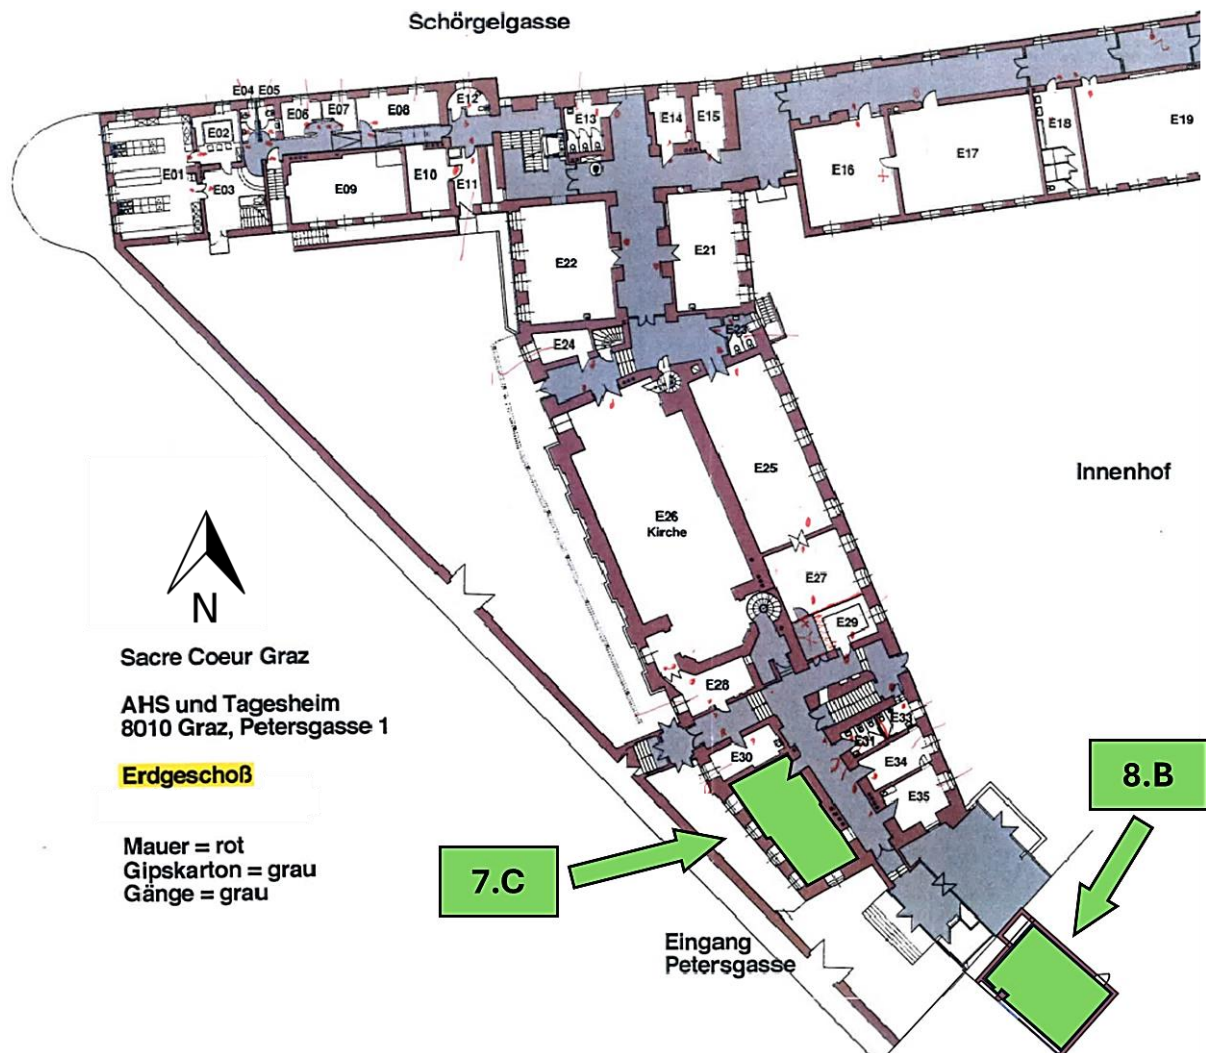 Schörgelgasse
E04
E05
E06
E07
E08
E12
E13
E14
E15
E02
E01
E03
E09
E10
E11
E16
E17
E18
E19
E22
E21
E23
E24
E25
Innenhof
E26
Kirche
E27
E29
E28
E30
E31
E33
E34
E35
N
Sacre Coeur Graz
AHS und Tagesheim
8010 Graz, Petersgasse 1
Erdgeschoß
Mauer = rot
Gipskarton = grau
Gänge = grau
7.C
8.B
Eingang
Petersgasse